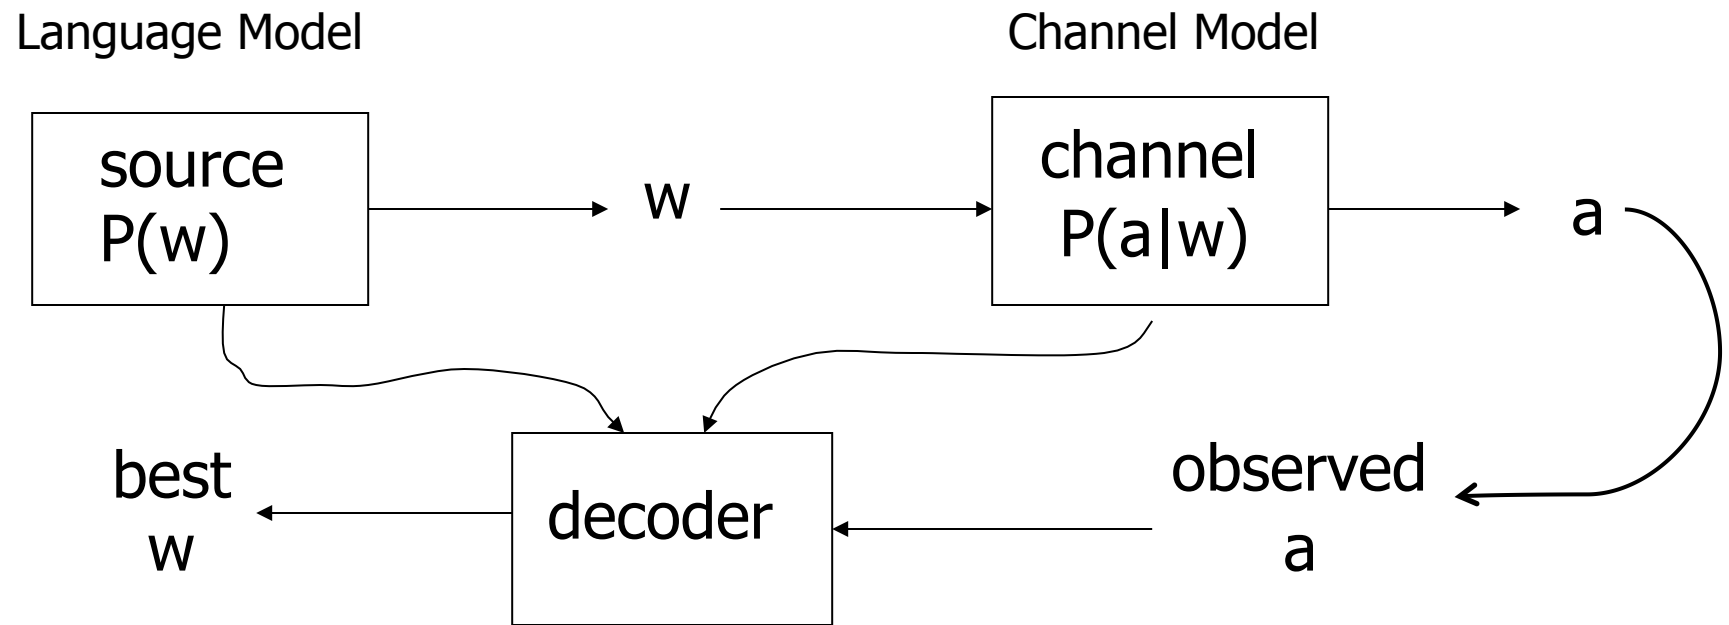 Language Model
Channel Model
source
P(w)
w
channel
P(a|w)
a
best
w
decoder
observed
a